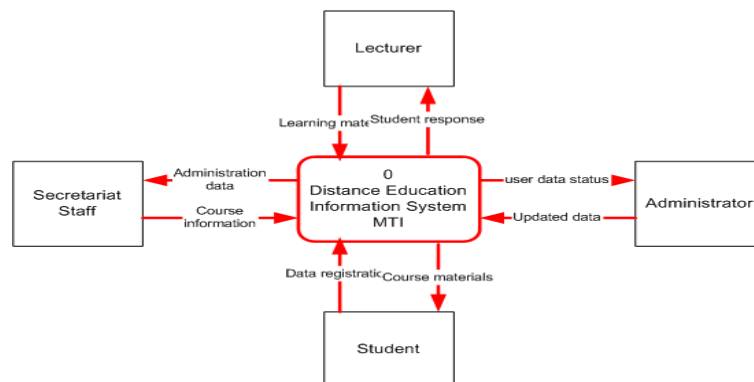 Lecturer
Learning mate
Student response
Administration
data
Secretariat
Staff
Course
information
0
Distance Education
Information System
MTI
user data status
Updated data
Administrator
Data registratic
Course materials
Student